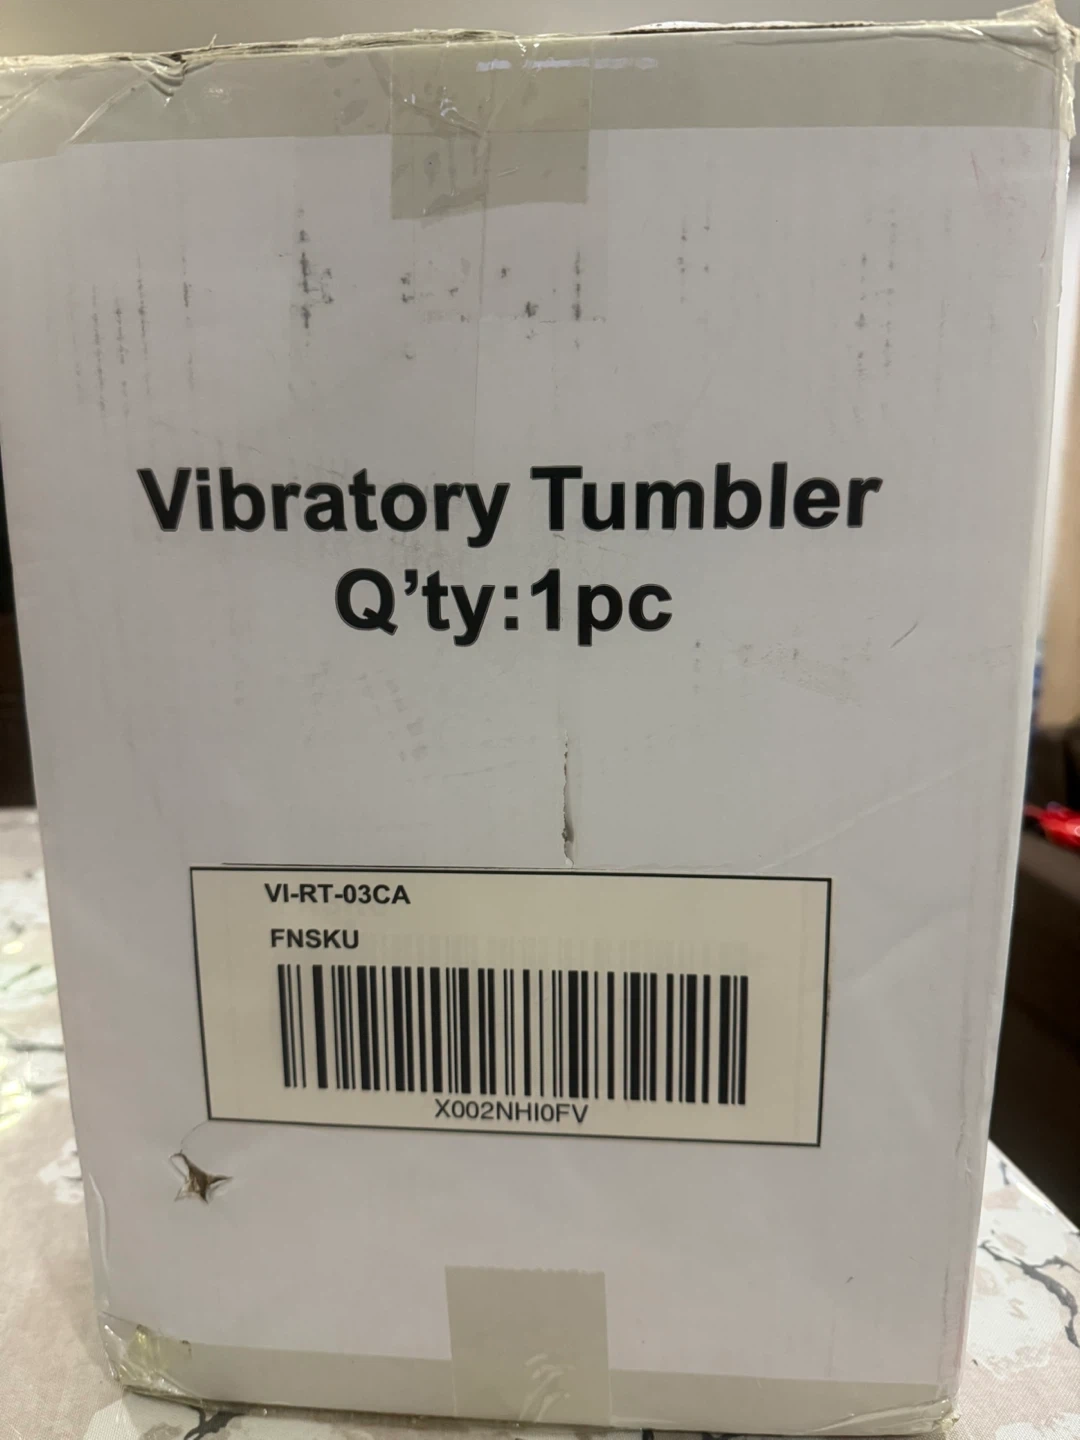 Vibratory Tumbler
Q’ty:1pc
VI-RT-03CA
FNSKU
X002NHI0FV